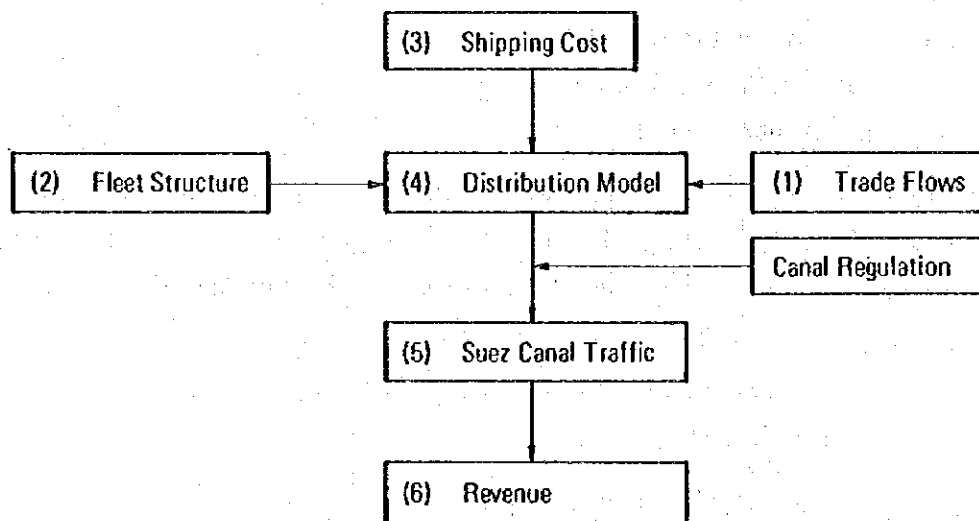 (3) Shipping Cost
(2) Fleet Structure
(4) Distribution Model
(1) Trade Flows
Canal Regulation
(5) Suez Canal Traffic
(6) Revenue